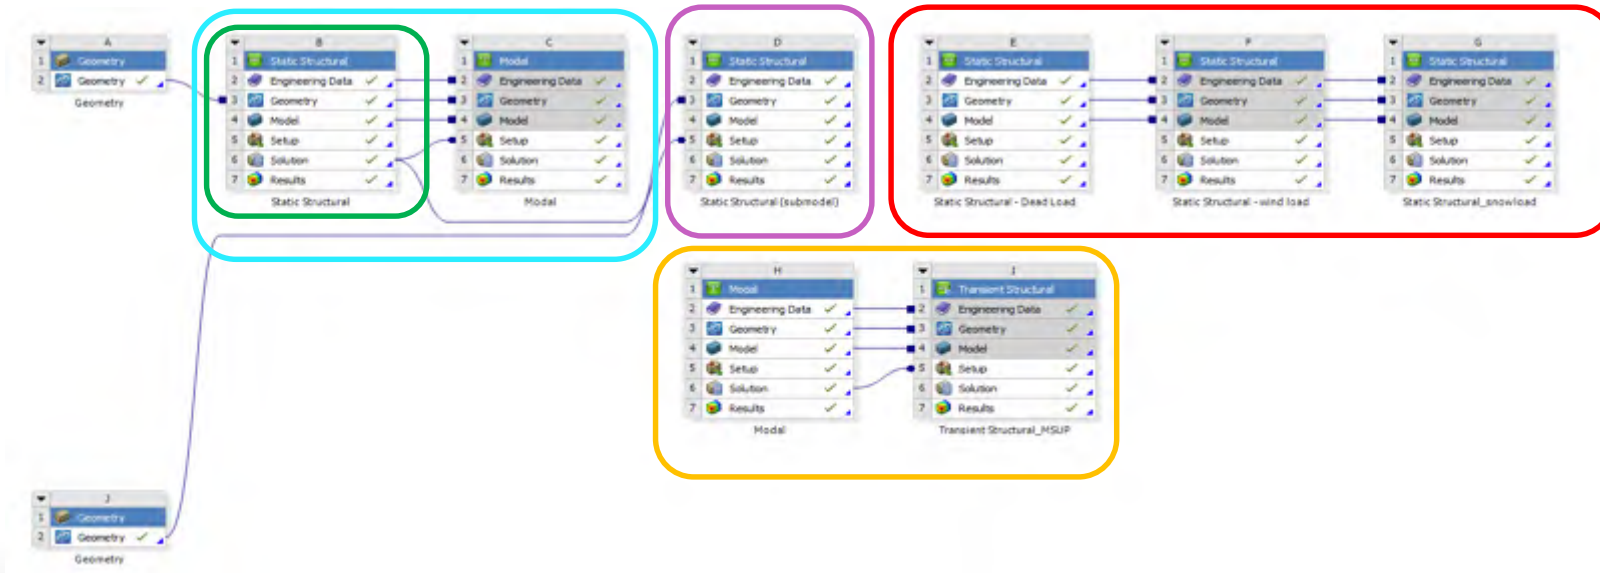 A
1 Geometry
2 Geometry
Geometry
B
1 Static Structural
2 Engineering Data
3 Geometry
4 Model
5 Setup
6 Solution
7 Results
Static Structural
C
1 Modal
2 Engineering Data
3 Geometry
4 Model
5 Setup
6 Solution
7 Results
Modal
D
1 Static Structural
2 Engineering Data
3 Geometry
4 Model
5 Setup
6 Solution
7 Results
Static Structural (submodel)
E
1 Static Structural
2 Engineering Data
3 Geometry
4 Model
5 Setup
6 Solution
7 Results
Static Structural - Dead Load
F
1 Static Structural
2 Engineering Data
3 Geometry
4 Model
5 Setup
6 Solution
7 Results
Static Structural - wind load
G
1 Static Structural
2 Engineering Data
3 Geometry
4 Model
5 Setup
6 Solution
7 Results
Static Structural_snowload
H
1 Modal
2 Engineering Data
3 Geometry
4 Model
5 Setup
6 Solution
7 Results
Modal
I
1 Transient Structural
2 Engineering Data
3 Geometry
4 Model
5 Setup
6 Solution
7 Results
Transient Structural_MSUP
J
1 Geometry
2 Geometry
Geometry